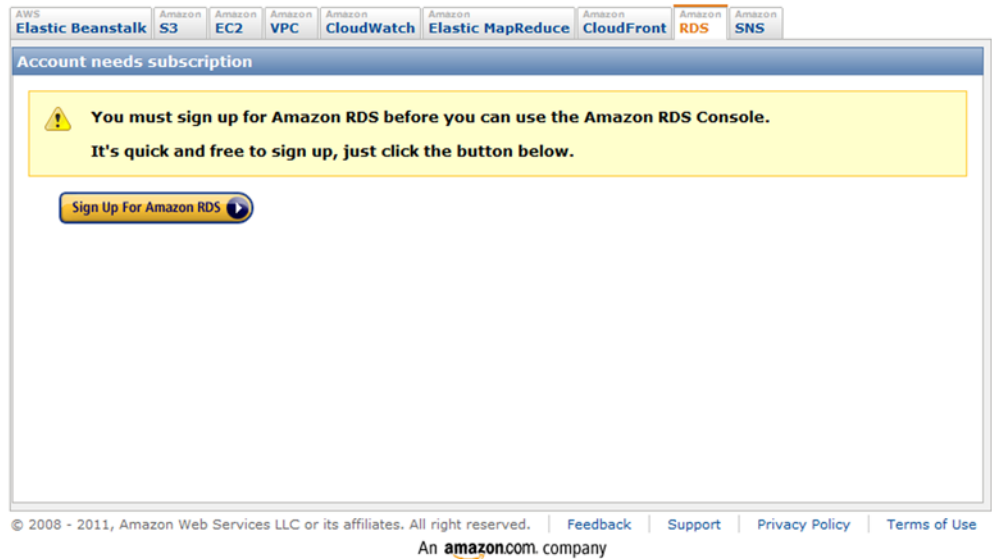 AWS Amazon Amazon Amazon Amazon Amazon Amazon Amazon Amazon
Elastic Beanstalk S3 EC2 VPC CloudWatch Elastic MapReduce CloudFront RDS SNS
Account needs subscription
You must sign up for Amazon RDS before you can use the Amazon RDS Console.
It's quick and free to sign up, just click the button below.
Sign Up For Amazon RDS
© 2008 - 2011, Amazon Web Services LLC or its affiliates. All right reserved. Feedback Support Privacy Policy Terms of Use
An amazon.com. company